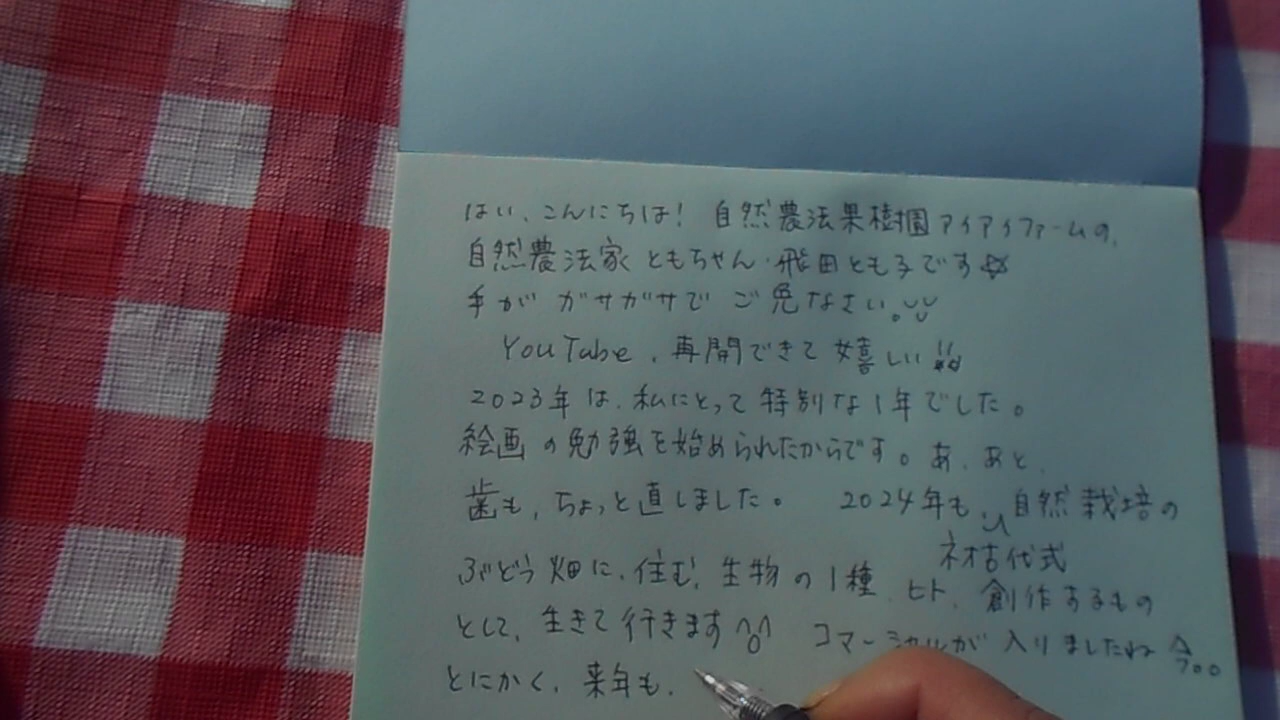 はい、こんにちは! 自然農法果樹園アイアイファームの、
自然農法家 ともちゃん・飛田とも子です☆
手が ガサガサで ご免なさい。
YouTube、再開できて 嬉しい!!
2023年は、私にとって 特別な1年でした。
絵画の勉強を始められたからです。あ、あと、
歯も、ちょっと直しました。 2024年も、自然栽培の
ネオ古代式
ぶどう畑に、住む、生物の1種、ヒト、創作するもの
として、生きて行きます^o^ コマーシャルが 入りましたね
とにかく、来年も、